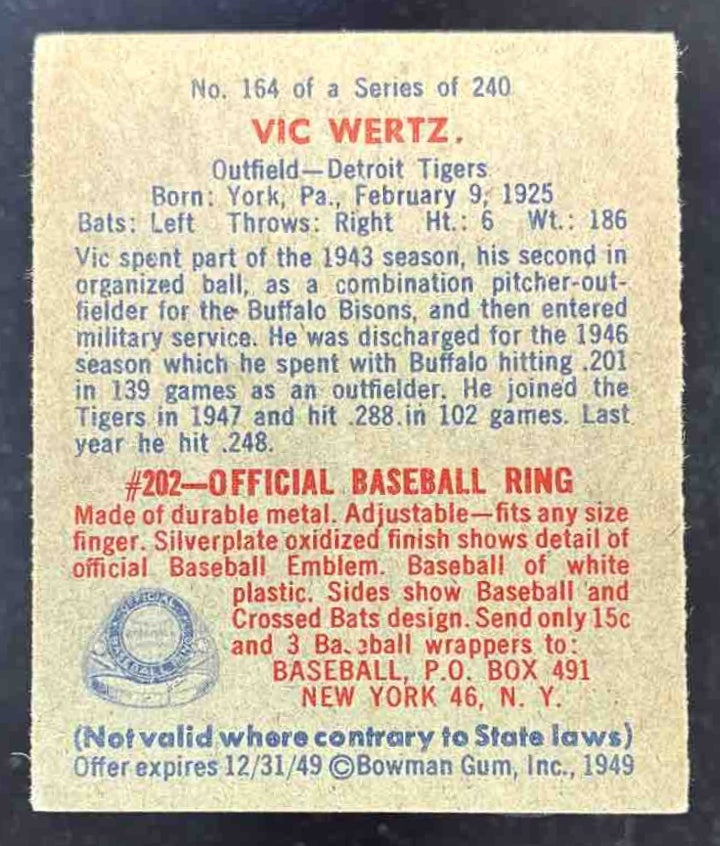 No. 164 of a Series of 240
VIC WERTZ.
Outfield—Detroit Tigers
Born: York, Pa., February 9, 1925
Bats: Left Throws: Right Ht.: 6 Wt.: 186
Vic spent part of the 1943 season, his second in
organized ball, as a combination pitcher-out-
fielder for the Buffalo Bisons, and then entered
military service. He was discharged for the 1946
season which he spent with Buffalo hitting .201
in 139 games as an outfielder. He joined the
Tigers in 1947 and hit .288 in 102 games. Last
year he hit .248.
#202—OFFICIAL BASEBALL RING
Made of durable metal. Adjustable—fits any size
finger. Silverplate oxidized finish shows detail of
official Baseball Emblem. Baseball of white
plastic. Sides show Baseball and
Crossed Bats design. Send only 15c
and 3 Baseball wrappers to:
BASEBALL, P.O. BOX 491
NEW YORK 46, N. Y.
OFFICIAL
BASEBALL RING
(Not valid where contrary to State laws)
Offer expires 12/31/49 ©Bowman Gum, Inc., 1949